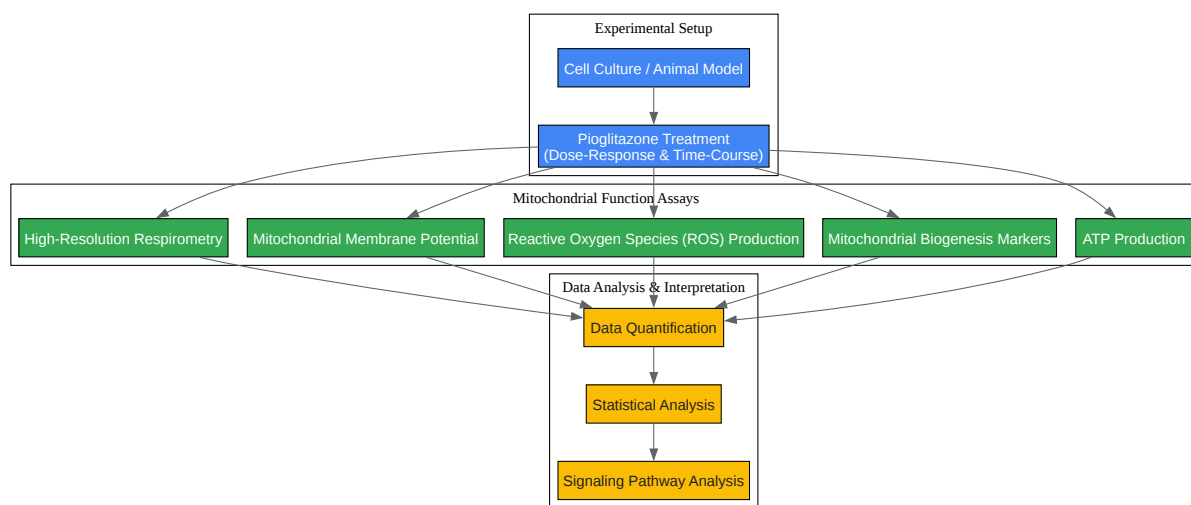 Experimental Setup
Cell Culture / Animal Model
Pioglitazone Treatment
(Dose-Response & Time-Course)
Mitochondrial Function Assays
High-Resolution Respirometry
Mitochondrial Membrane Potential
Reactive Oxygen Species (ROS) Production
Mitochondrial Biogenesis Markers
ATP Production
Data Analysis & Interpretation
Data Quantification
Statistical Analysis
Signaling Pathway Analysis